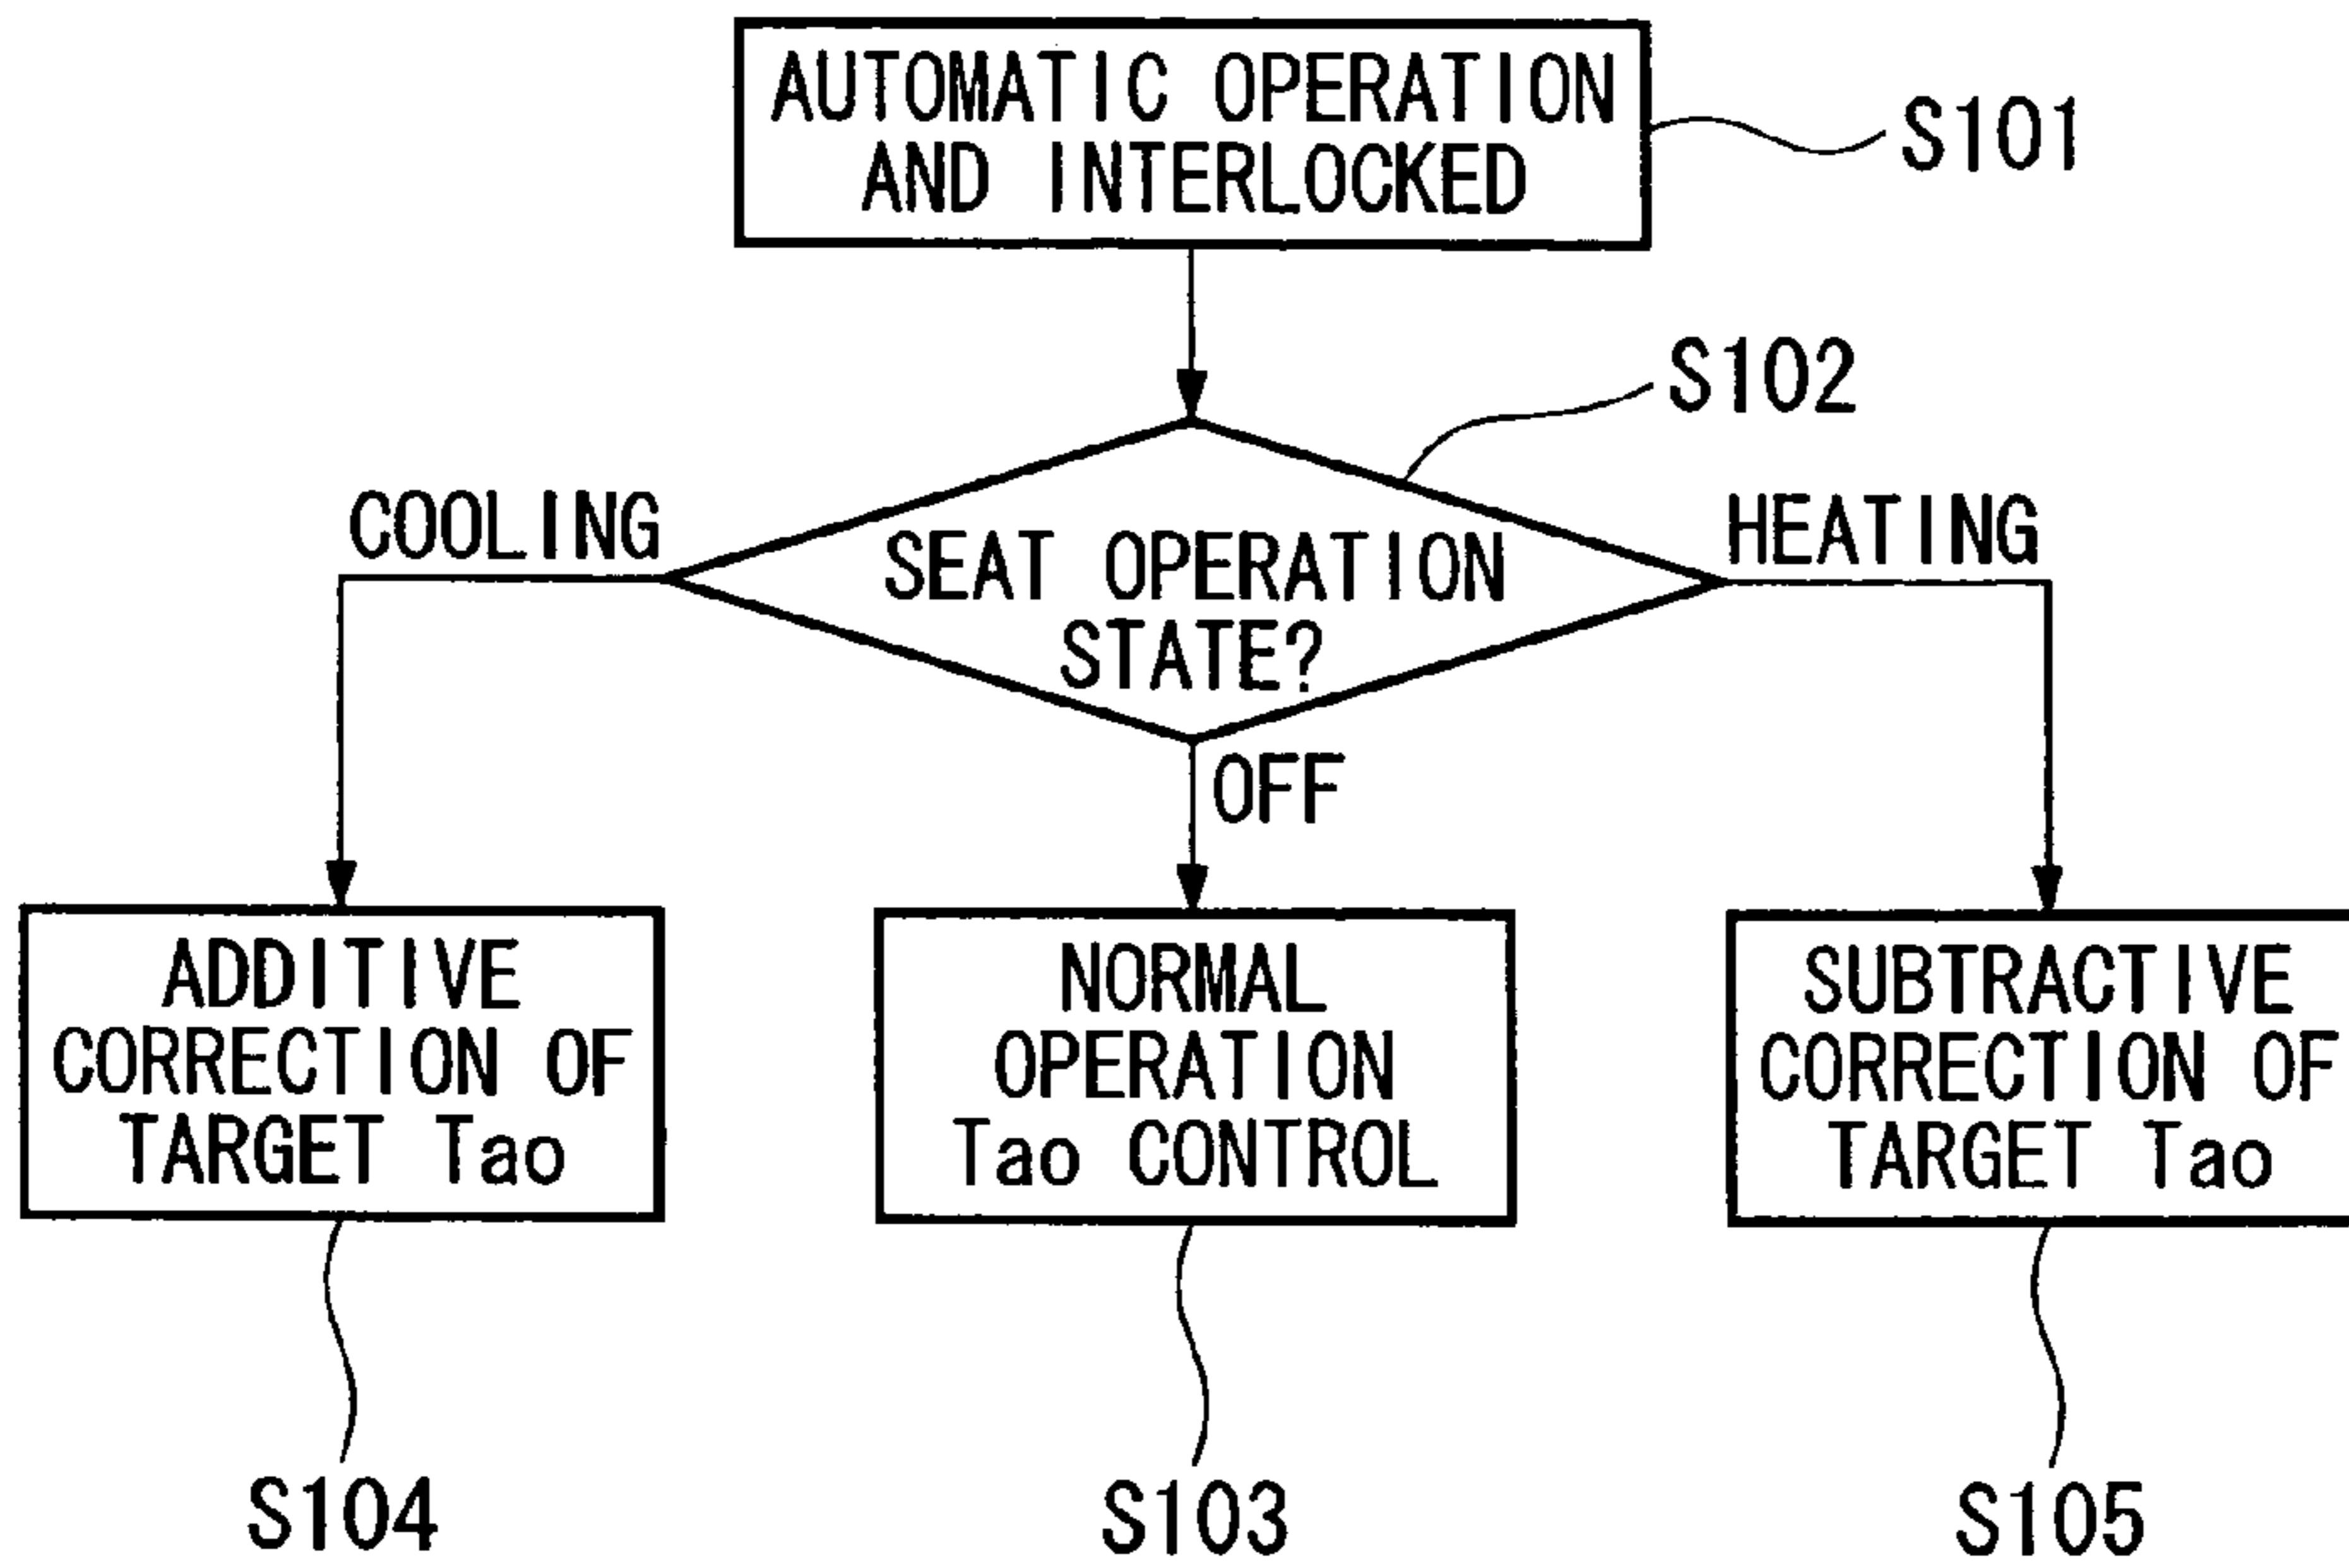 AUTOMATIC OPERATION
AND INTERLOCKED
S101
S102
COOLING
HEATING
SEAT OPERATION
STATE?
OFF
ADDITIVE
CORRECTION OF
TARGET Tao
NORMAL
OPERATION
Tao CONTROL
SUBTRACTIVE
CORRECTION OF
TARGET Tao
S104
S103
S105